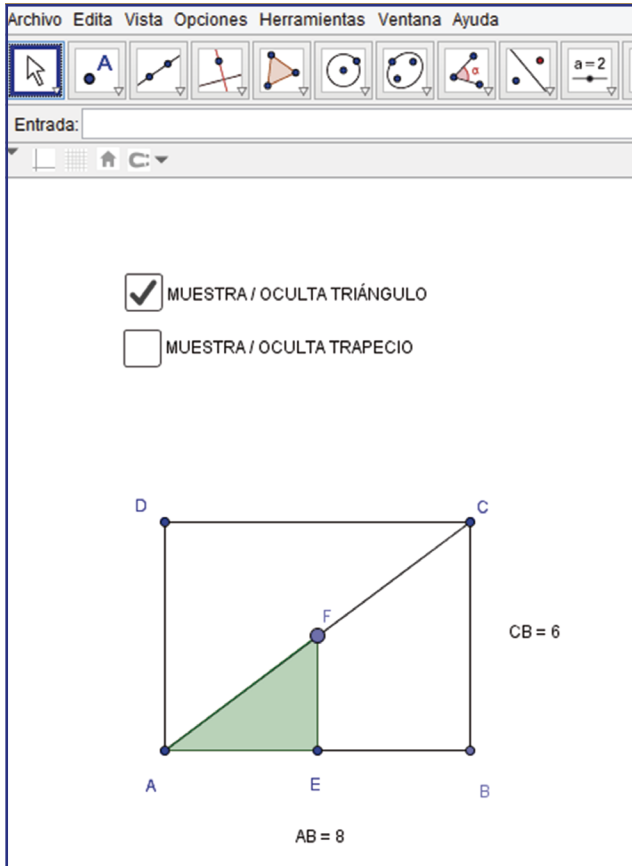 Archivo Edita Vista Opciones Herramientas Ventana Ayuda
A α a = 2
Entrada:
MUESTRA / OCULTA TRIÁNGULO
MUESTRA / OCULTA TRAPECIO
D C
F
CB = 6
A E B
AB = 8